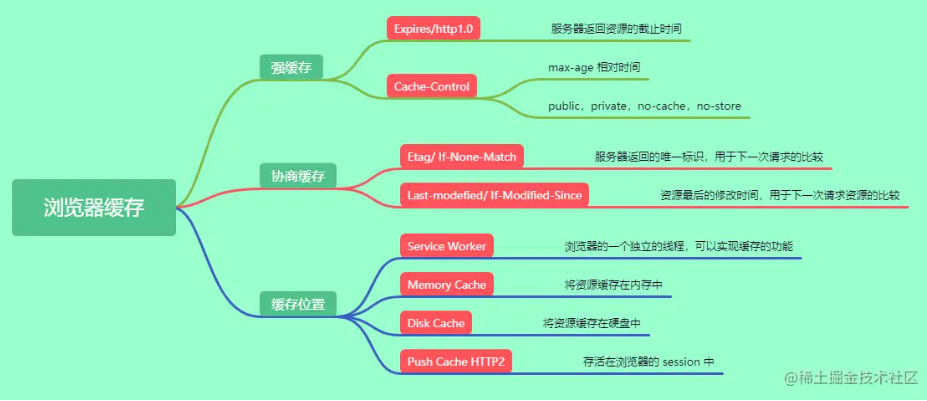 浏览器缓存
强缓存
Expires/http1.0
服务器返回资源的截止时间
Cache-Control
max-age 相对时间
public，private，no-cache，no-store
协商缓存
Etag/ If-None-Match
服务器返回的唯一标识，用于下一次请求的比较
Last-modefied/ If-Modified-Since
资源最后的修改时间，用于下一次请求资源的比较
缓存位置
Service Worker
浏览器的一个独立的线程，可以实现缓存的功能
Memory Cache
将资源缓存在内存中
Disk Cache
将资源缓存在硬盘中
Push Cache HTTP2
存活在浏览器的 session 中
@稀土掘金技术社区